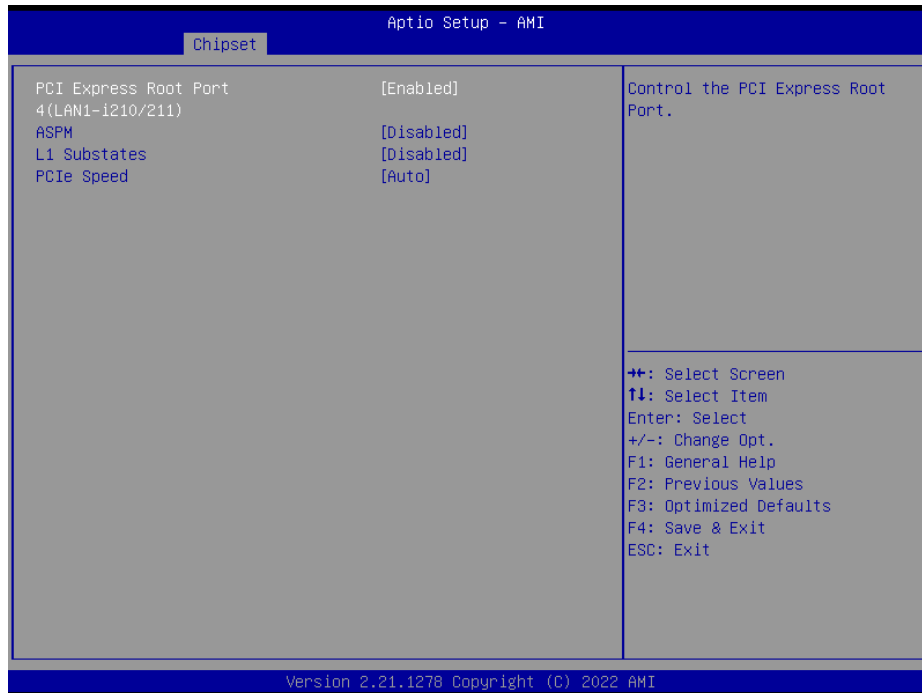 Aptio Setup – AMI
Chipset
PCI Express Root Port [Enabled]
4(LAN1-i210/211)
ASPM [Disabled]
L1 Substates [Disabled]
PCIe Speed [Auto]
Control the PCI Express Root
Port.
→←: Select Screen
↑↓: Select Item
Enter: Select
+/-: Change Opt.
F1: General Help
F2: Previous Values
F3: Optimized Defaults
F4: Save & Exit
ESC: Exit
Version 2.21.1278 Copyright (C) 2022 AMI